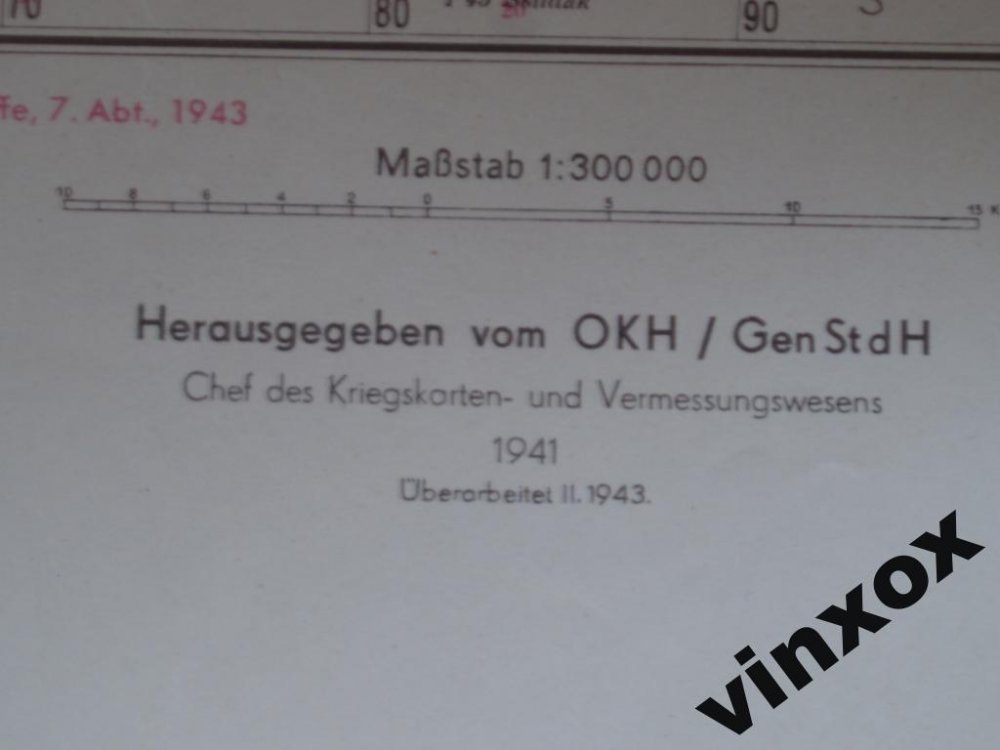 70 80 90
fe, 7. Abt., 1943
Maßstab 1:300 000
10 8 6 4 2 0 5 10 15 K
Herausgegeben vom OKH / Gen St d H
Chef des Kriegskarten- und Vermessungswesens
1941
Überarbeitet II. 1943.
vinxox